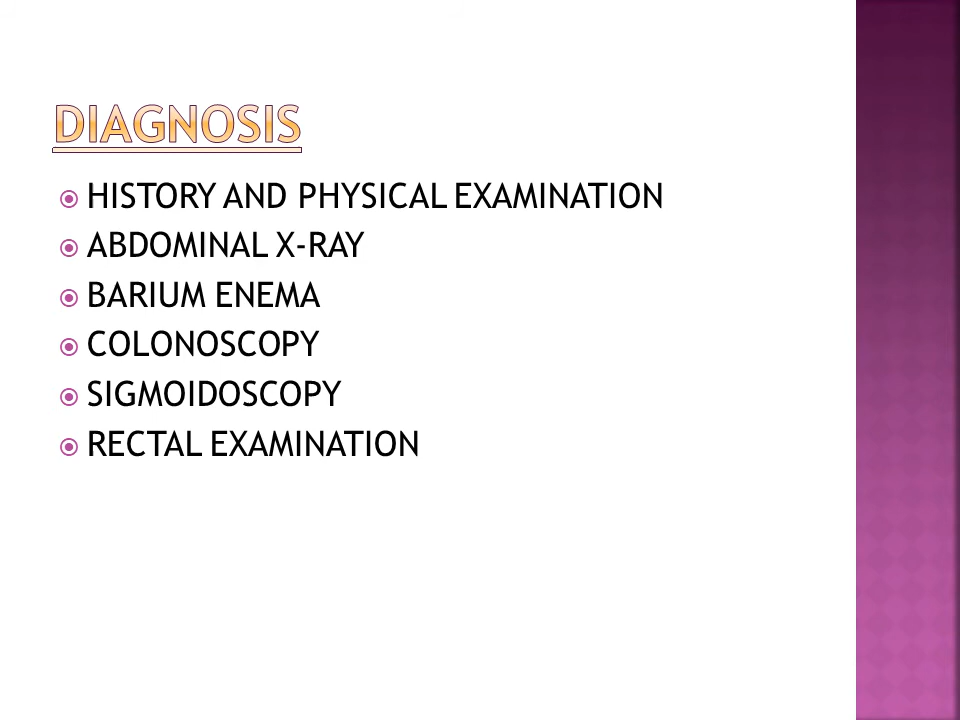 DIAGNOSIS
HISTORY AND PHYSICAL EXAMINATION
ABDOMINAL X-RAY
BARIUM ENEMA
COLONOSCOPY
SIGMOIDOSCOPY
RECTAL EXAMINATION